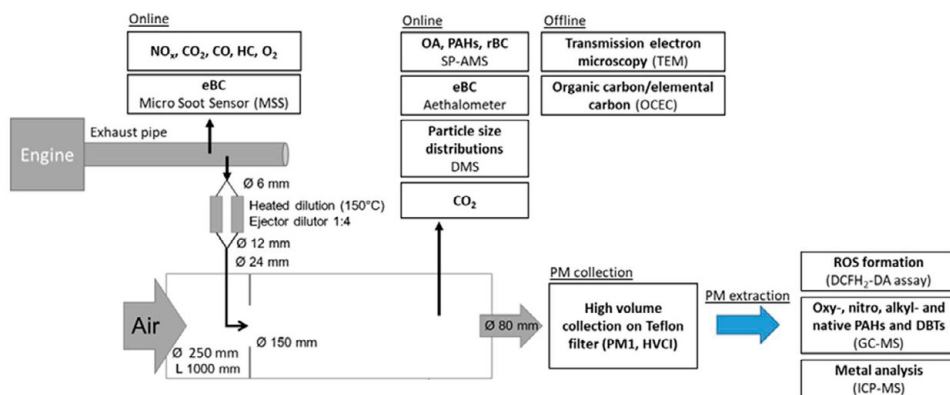 Online
NOₓ, CO₂, CO, HC, O₂
eBC
Micro Soot Sensor (MSS)
Exhaust pipe
Engine
Ø 6 mm
Heated dilution (150°C)
Ejector dilutor 1:4
Ø 12 mm
Ø 24 mm
Air
Ø 250 mm
L 1000 mm
Ø 150 mm
Online
OA, PAHs, rBC
SP-AMS
eBC
Aethalometer
Particle size
distributions
DMS
CO₂
Offline
Transmission electron
microscopy (TEM)
Organic carbon/elemental
carbon (OCEC)
Ø 80 mm
PM collection
High volume
collection on Teflon
filter (PM1, HVCI)
PM extraction
ROS formation
(DCFH₂-DA assay)
Oxy-, nitro, alkyl- and
native PAHs and DBTs
(GC-MS)
Metal analysis
(ICP-MS)